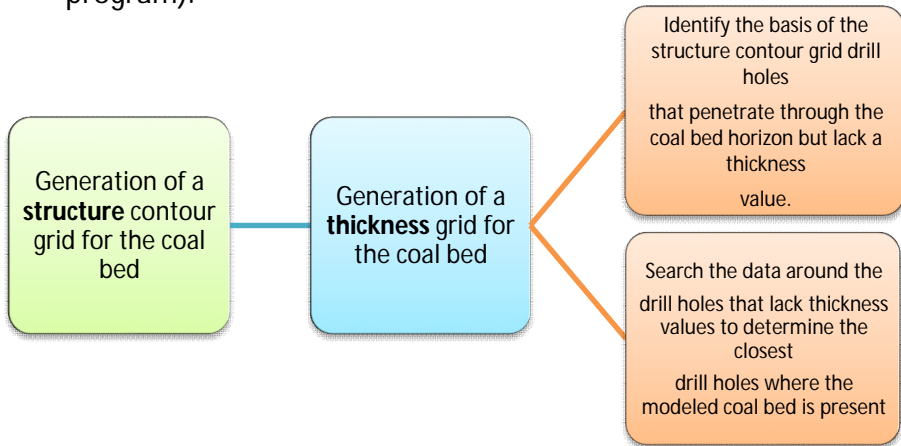 program).
Generation of a
structure contour
grid for the coal
bed
Generation of a
thickness grid for
the coal bed
Identify the basis of the
structure contour grid drill
holes
that penetrate through the
coal bed horizon but lack a
thickness
value.
Search the data around the
drill holes that lack thickness
values to determine the
closest
drill holes where the
modeled coal bed is present